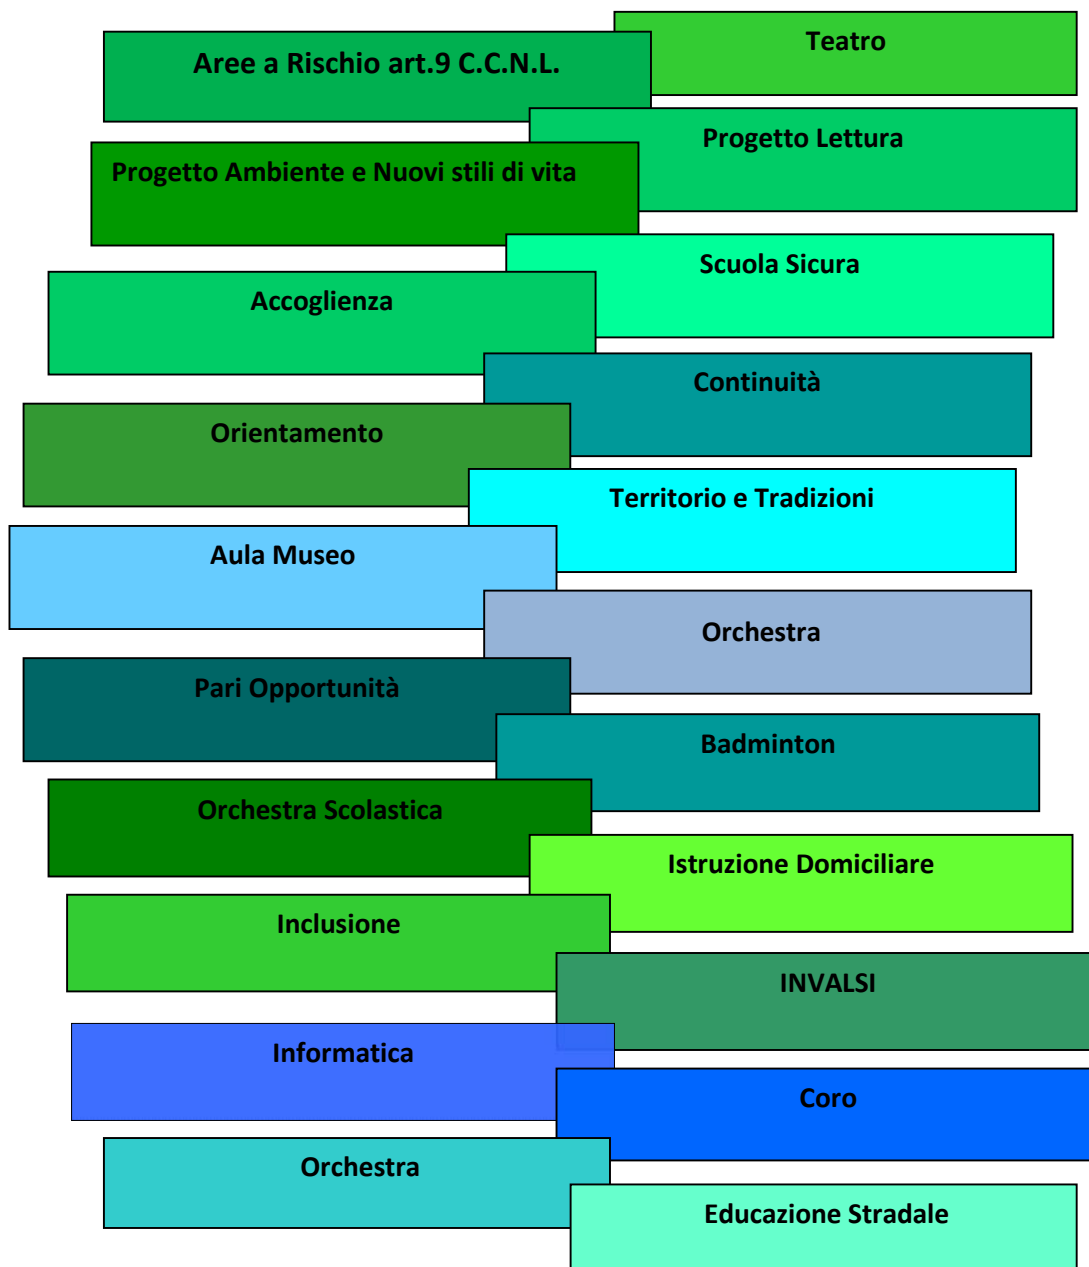 Teatro
Aree a Rischio art.9 C.C.N.L.
Progetto Lettura
Progetto Ambiente e Nuovi stili di vita
Scuola Sicura
Accoglienza
Continuità
Orientamento
Territorio e Tradizioni
Aula Museo
Orchestra
Pari Opportunità
Badminton
Orchestra Scolastica
Istruzione Domiciliare
Inclusione
INVALSI
Informatica
Coro
Orchestra
Educazione Stradale